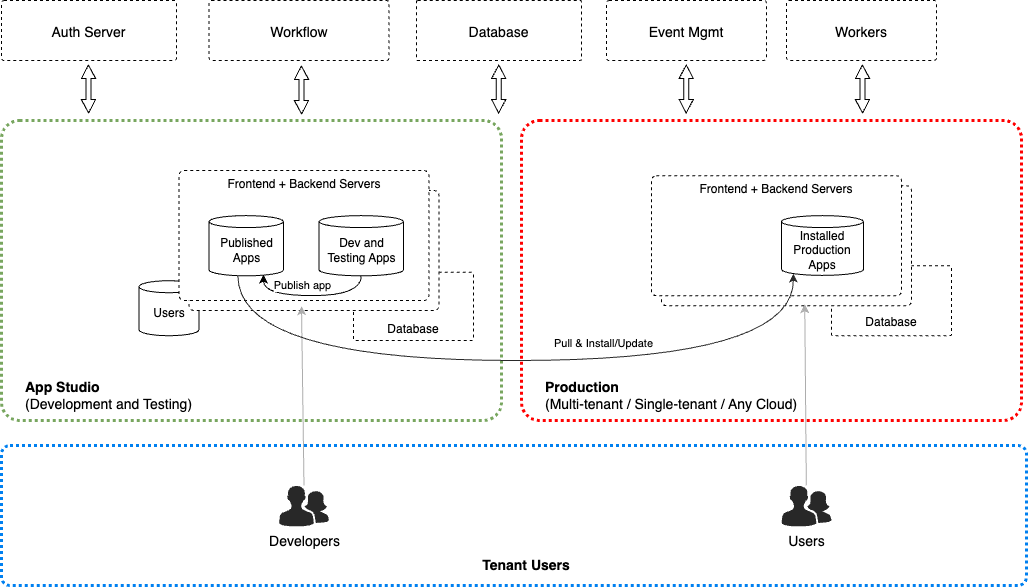 Auth Server
Workflow
Database
Event Mgmt
Workers
Frontend + Backend Servers
Published
Apps
Dev and
Testing Apps
Publish app
Users
Database
App Studio
(Development and Testing)
Frontend + Backend Servers
Installed
Production
Apps
Database
Pull & Install/Update
Production
(Multi-tenant / Single-tenant / Any Cloud)
Developers
Users
Tenant Users